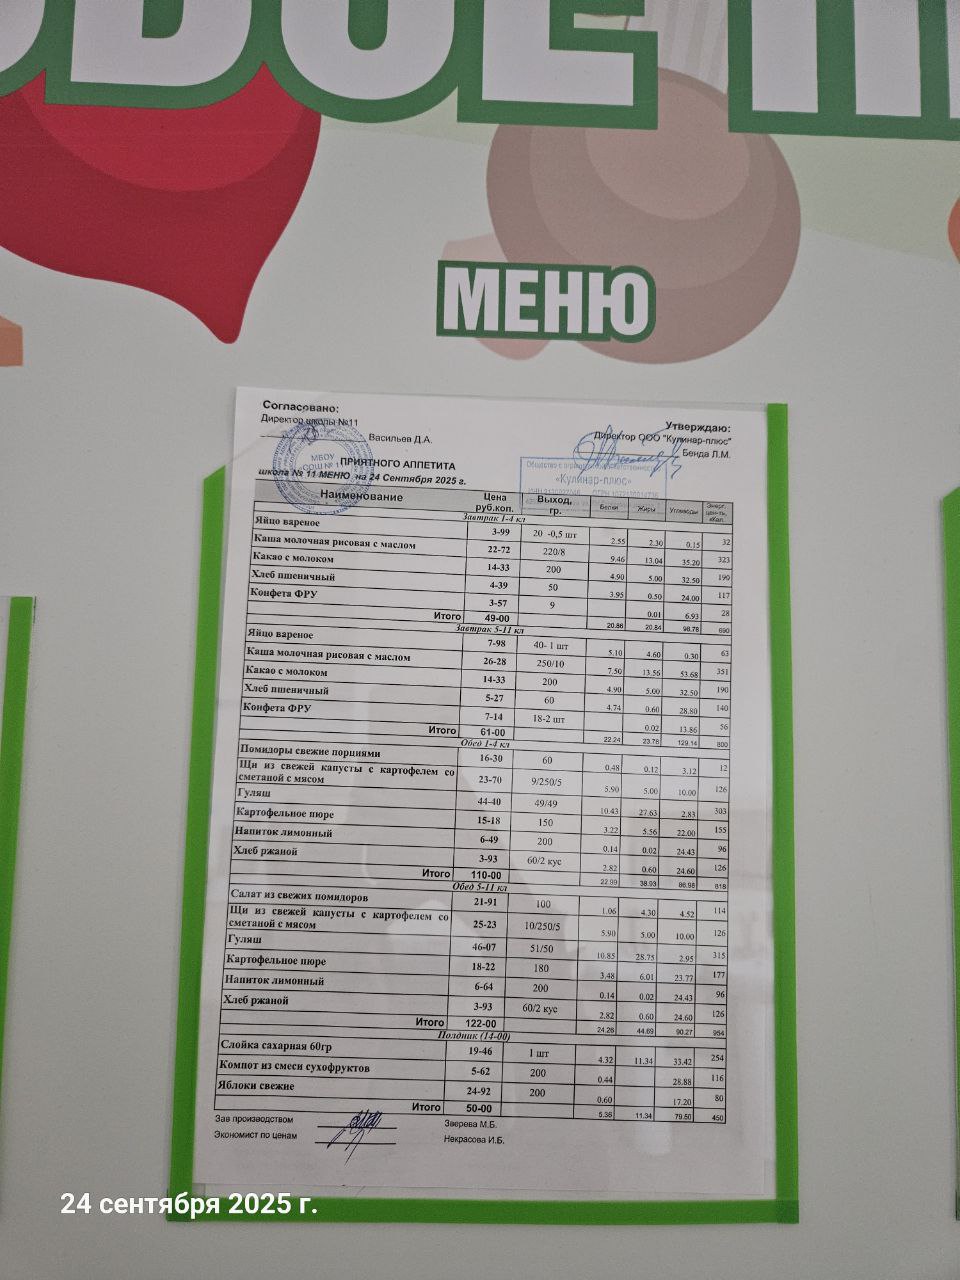 МЕНЮ
Согласовано:
Директор школы №11
Васильев Д.А.
Утверждаю:
Директор ООО "Кулинар-плюс"
Бенда Л.М.
МБОУ
СОШ № 1
«Кулинар-плюс»
ПРИЯТНОГО АППЕТИТА
школа № 11 МЕНЮ на 24 Сентября 2025 г.
Наименование Цена руб.коп. Выход, гр. Белки Жиры Углеводы Энерг. цен-ть, кКал.
Завтрак 1-4 кл
Яйцо вареное 3-99 20 -0,5 шт 2.55 2.30 0.15 32
Каша молочная рисовая с маслом 22-72 220/8 9.46 13.04 35.20 323
Какао с молоком 14-33 200 4.90 5.00 32.50 190
Хлеб пшеничный 4-39 50 3.95 0.50 24.00 117
Конфета ФРУ 3-57 9 0.01 6.93 28
Итого 49-00 20.86 20.84 98.78 690
Завтрак 5-11 кл
Яйцо вареное 7-98 40- 1 шт 5.10 4.60 0.30 63
Каша молочная рисовая с маслом 26-28 250/10 7.50 13.56 53.68 351
Какао с молоком 14-33 200 4.90 5.00 32.50 190
Хлеб пшеничный 5-27 60 4.74 0.60 28.80 140
Конфета ФРУ 7-14 18-2 шт 0.02 13.86 56
Итого 61-00 22.24 23.78 129.14 800
Обед 1-4 кл
Помидоры свежие порциями 16-30 60 0.48 0.12 3.12 12
Щи из свежей капусты с картофелем со
сметаной с мясом 23-70 9/250/5 5.90 5.00 10.00 126
Гуляш 44-40 49/49 10.43 27.63 2.83 303
Картофельное пюре 15-18 150 3.22 5.56 22.00 155
Напиток лимонный 6-49 200 0.14 0.02 24.43 96
Хлеб ржаной 3-93 60/2 кус 2.82 0.60 24.60 126
Итого 110-00 22.99 38.93 86.98 818
Обед 5-11 кл
Салат из свежих помидоров 21-91 100 1.06 4.30 4.52 114
Щи из свежей капусты с картофелем со
сметаной с мясом 25-23 10/250/5 5.90 5.00 10.00 126
Гуляш 46-07 51/50 10.85 28.75 2.95 315
Картофельное пюре 18-22 180 3.48 6.01 23.77 177
Напиток лимонный 6-64 200 0.14 0.02 24.43 96
Хлеб ржаной 3-93 60/2 кус 2.82 0.60 24.60 126
Итого 122-00 24.26 44.69 90.27 954
Полдник (14-00)
Слойка сахарная 60гр 19-46 1 шт 4.32 11.34 33.42 254
Компот из смеси сухофруктов 5-62 200 0.44 28.88 116
Яблоки свежие 24-92 200 0.60 17.20 80
Итого 50-00 5.36 11.34 79.50 450
Зав производством Зверева М.Б.
Экономист по ценам Некрасова И.Б.
24 сентября 2025 г.